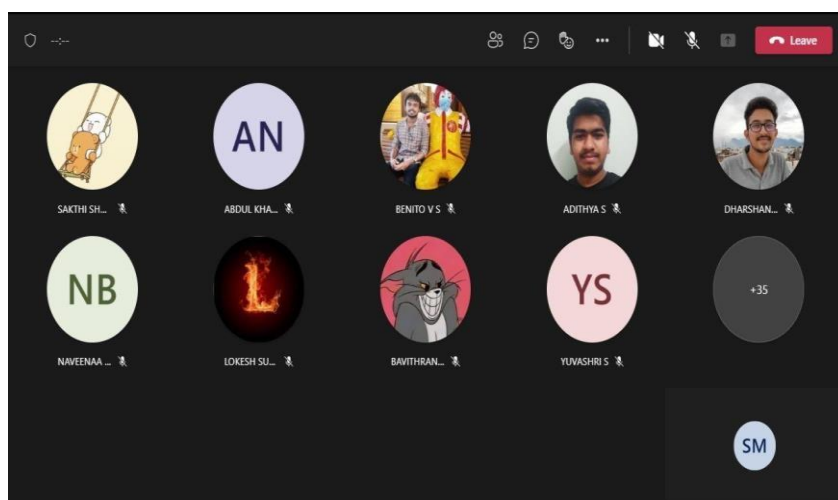 --:--
Leave
AN
SAKTHI SH...
ABDUL KHA...
BENITO V S
ADITHYA S
DHARSHAN...
NB
L
YS
+35
NAVEENAA ...
LOKESH SU...
BAVITHRAN...
YUVASHRI S
SM